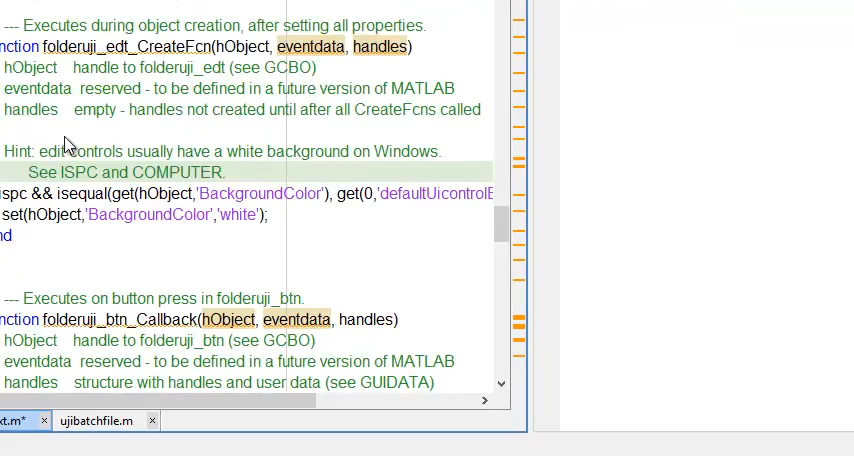 --- Executes during object creation, after setting all properties.
nction folderuji_edt_CreateFcn(hObject, eventdata, handles)
hObject    handle to folderuji_edt (see GCBO)
eventdata  reserved - to be defined in a future version of MATLAB
handles    empty - handles not created until after all CreateFcns called
Hint: edit controls usually have a white background on Windows.
See ISPC and COMPUTER.
ispc && isequal(get(hObject,'BackgroundColor'), get(0,'defaultUicontrolB
set(hObject,'BackgroundColor','white');
nd
--- Executes on button press in folderuji_btn.
nction folderuji_btn_Callback(hObject, eventdata, handles)
hObject    handle to folderuji_btn (see GCBO)
eventdata  reserved - to be defined in a future version of MATLAB
handles    structure with handles and user data (see GUIDATA)
xt.m* × ujibatchfile.m ×